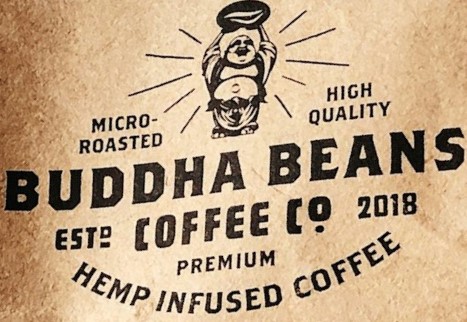 MICRO-
ROASTED
HIGH
QUALITY
BUDDHA BEANS
ESTD COFFEE CO 2018
PREMIUM
HEMP INFUSED COFFEE